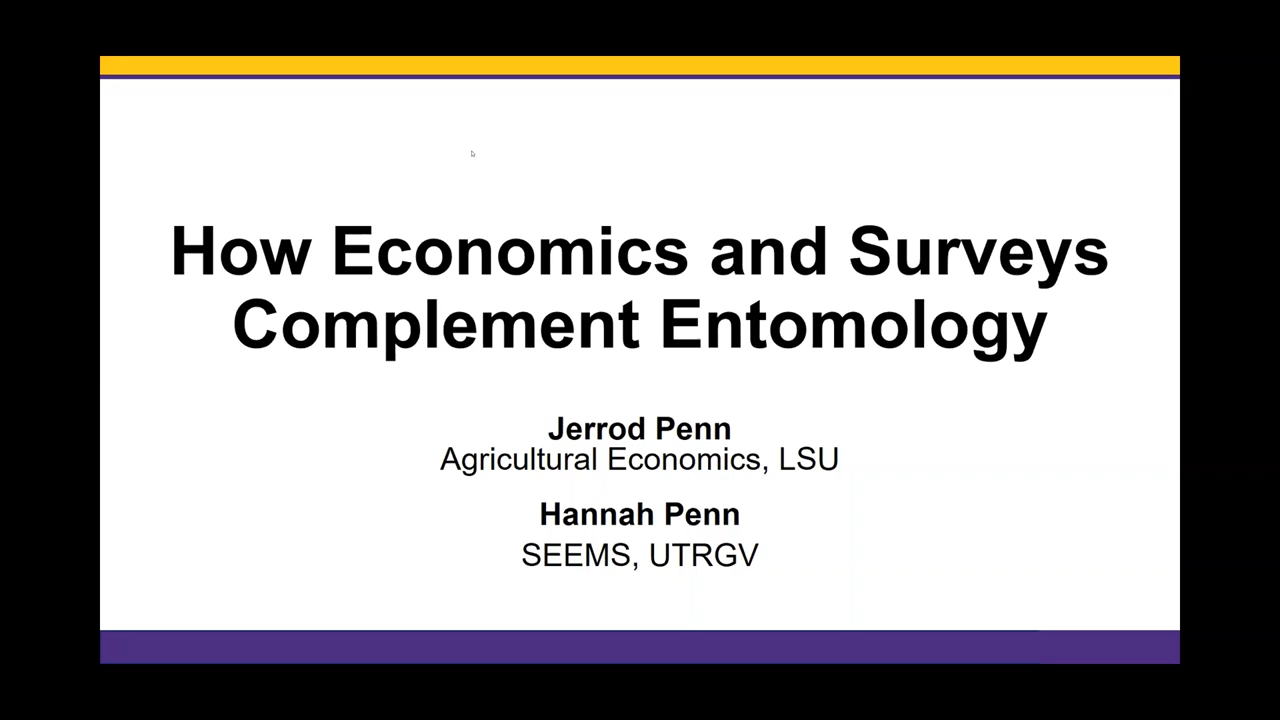 How Economics and Surveys
Complement Entomology
Jerrod Penn
Agricultural Economics, LSU
Hannah Penn
SEEMS, UTRGV